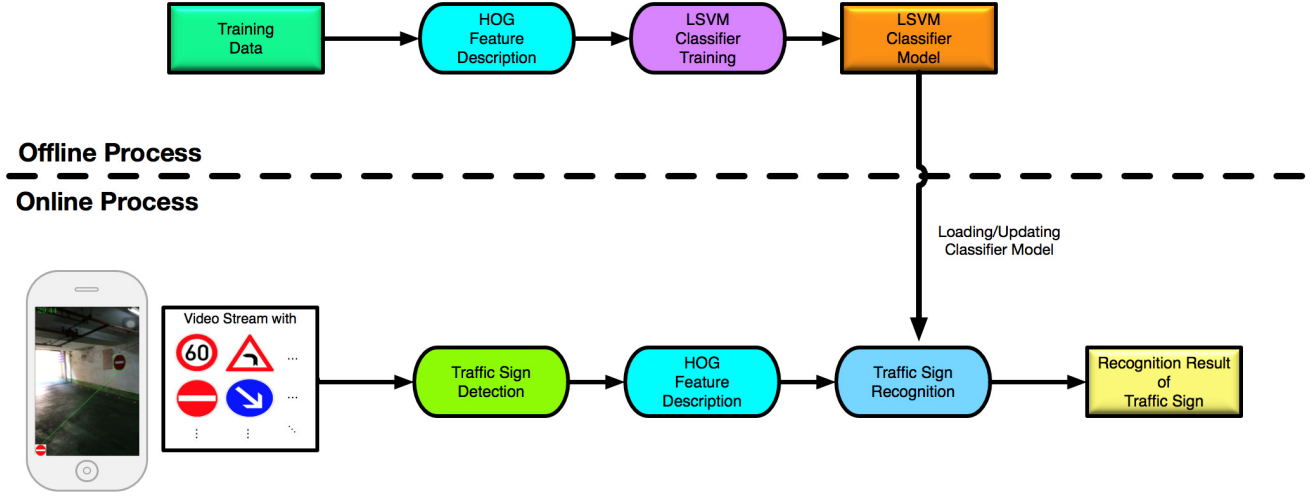 Training
Data
HOG
Feature
Description
LSVM
Classifier
Training
LSVM
Classifier
Model
Offline Process
Online Process
Loading/Updating
Classifier Model
Video Stream with
60
...
...
Traffic Sign
Detection
HOG
Feature
Description
Traffic Sign
Recognition
Recognition Result
of
Traffic Sign